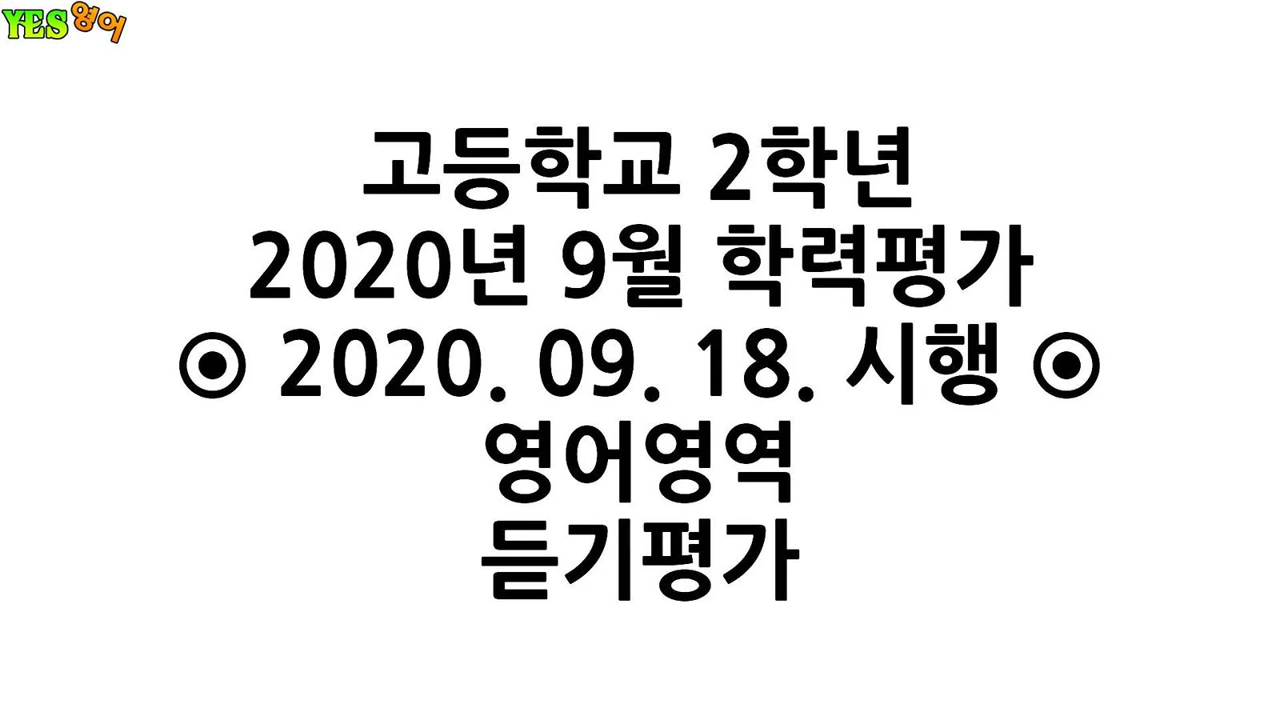 YES영어
고등학교 2학년
2020년 9월 학력평가
⊙ 2020. 09. 18. 시행 ⊙
영어영역
듣기평가